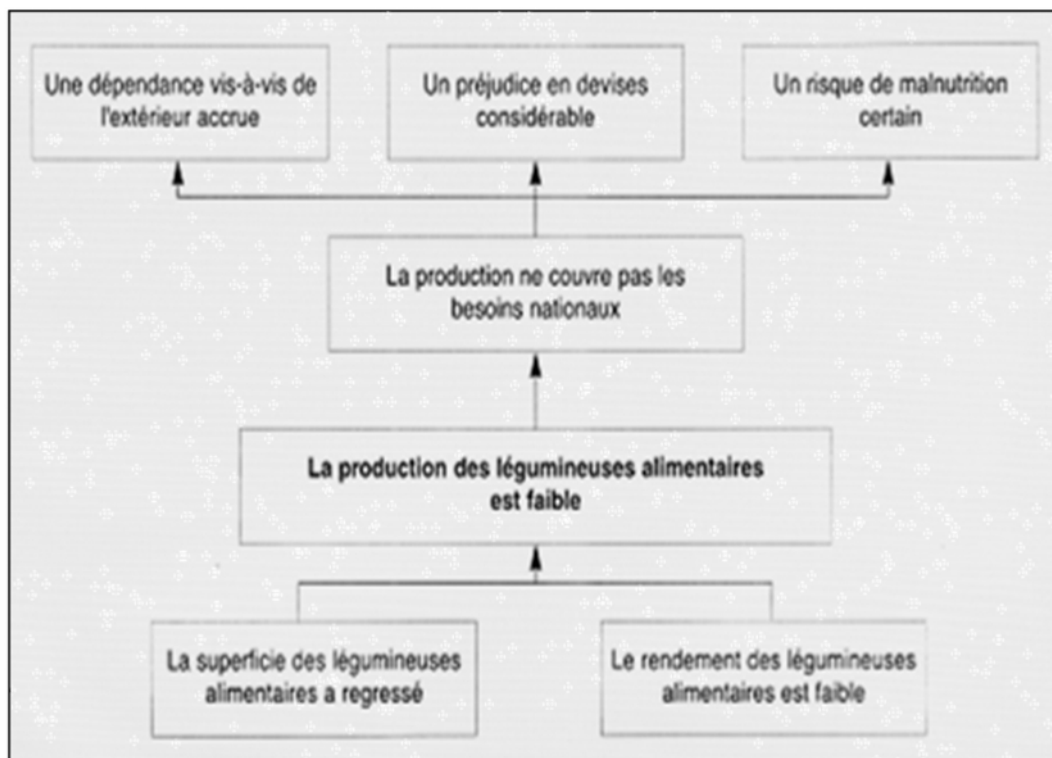 Une dépendance vis-à-vis de
l'extérieur accrue
Un préjudice en devises
considérable
Un risque de malnutrition
certain
La production ne couvre pas les
besoins nationaux
La production des légumineuses alimentaires
est faible
La superficie des légumineuses
alimentaires a regressé
Le rendement des légumineuses
alimentaires est faible